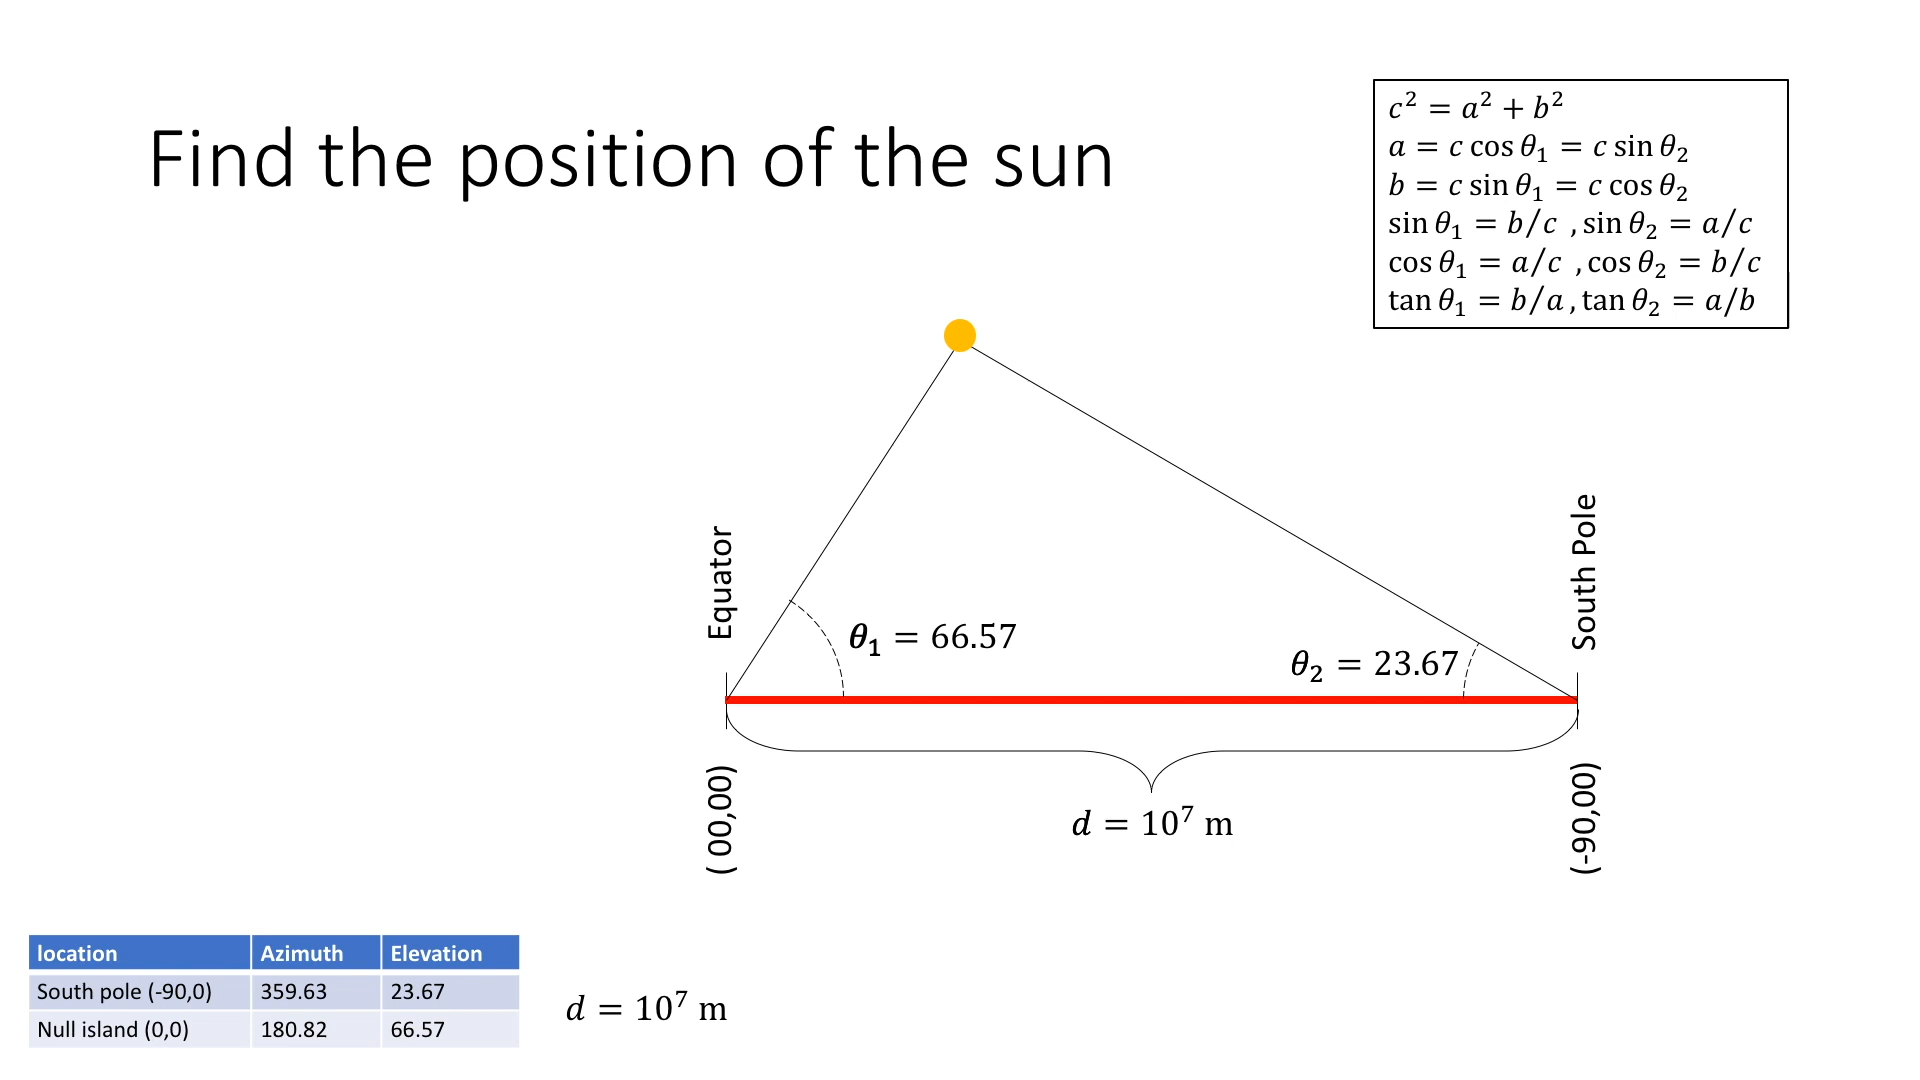 Find the position of the sun
c² = a² + b²
a = c cos θ₁ = c sin θ₂
b = c sin θ₁ = c cos θ₂
sin θ₁ = b/c , sin θ₂ = a/c
cos θ₁ = a/c , cos θ₂ = b/c
tan θ₁ = b/a , tan θ₂ = a/b
Equator
South Pole
θ₁ = 66.57
θ₂ = 23.67
( 00,00)
(-90,00)
d = 10⁷ m
location Azimuth Elevation
South pole (-90,0) 359.63 23.67
Null island (0,0) 180.82 66.57
d = 10⁷ m